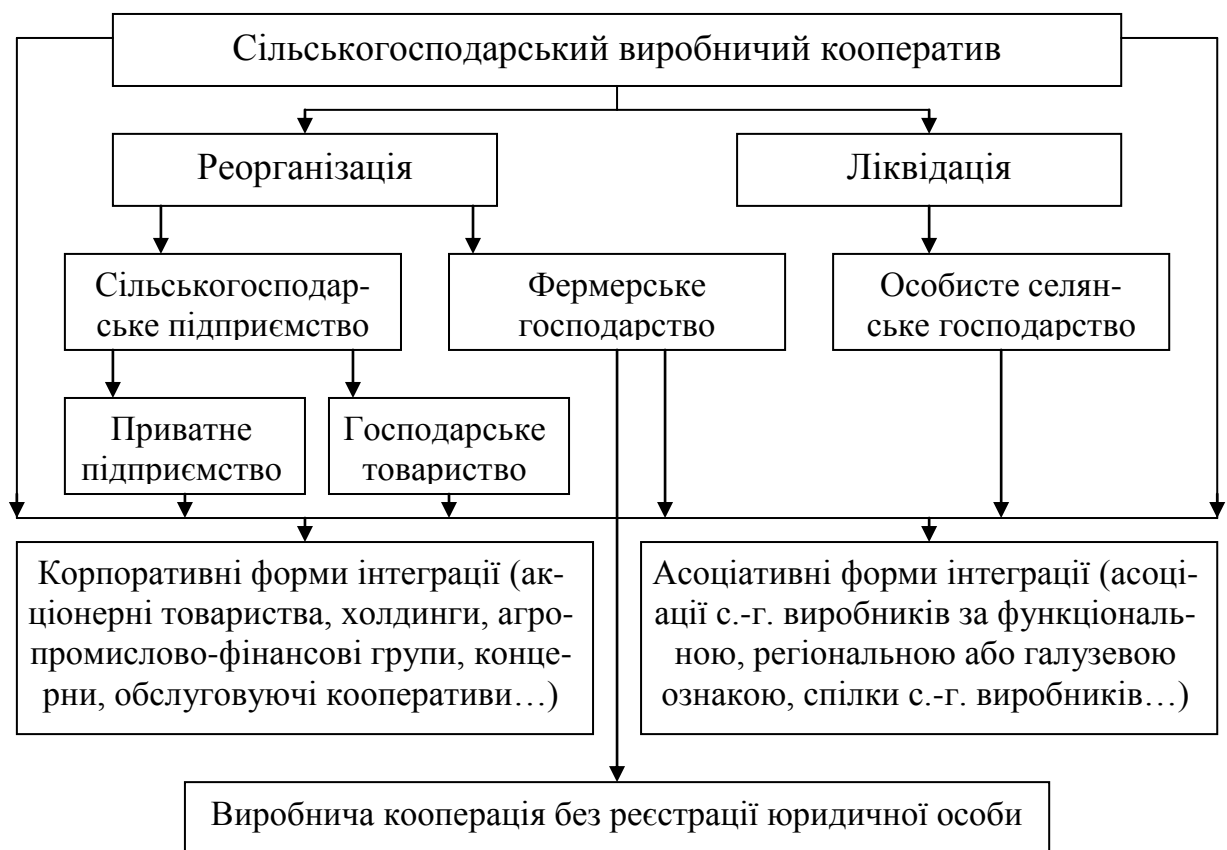 Сільськогосподарський виробничий кооператив
Реорганізація
Ліквідація
Сільськогосподар-
ське підприємство
Фермерське
господарство
Особисте селян-
ське господарство
Приватне
підприємство
Господарське
товариство
Корпоративні форми інтеграції (ак-
ціонерні товариства, холдинги, агро-
промислово-фінансові групи, конце-
рни, обслуговуючі кооперативи…)
Асоціативні форми інтеграції (асоці-
ації с.-г. виробників за функціональ-
ною, регіональною або галузевою
ознакою, спілки с.-г. виробників…)
Виробнича кооперація без реєстрації юридичної особи